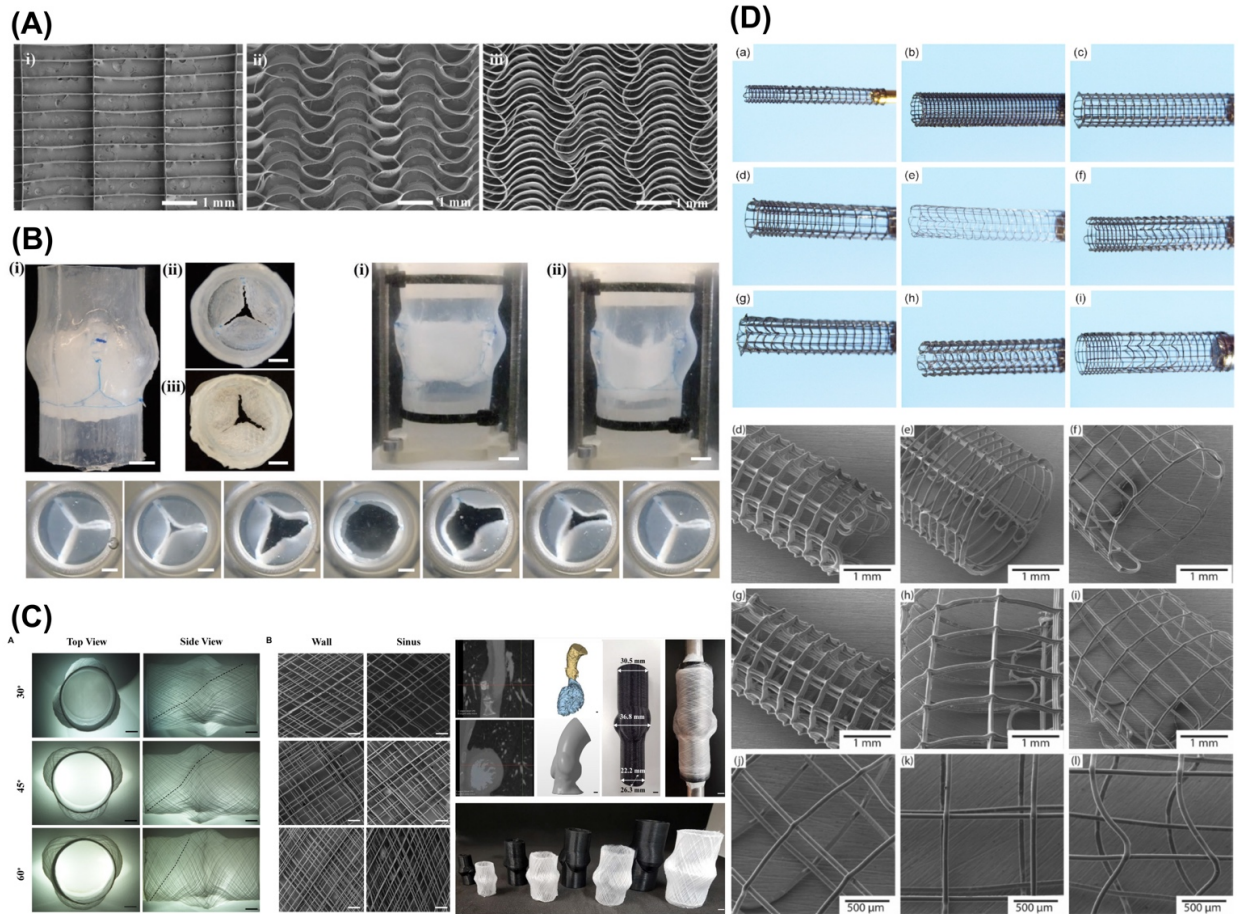 (A)
i)
ii)
iii)
1 mm
1 mm
1 mm
(B)
(i)
(ii)
(iii)
(i)
(ii)
(C)
A
Top View
Side View
B
Wall
Sinus
30°
45°
60°
30.5 mm
36.8 mm
22.2 mm
26.3 mm
(D)
(a)
(b)
(c)
(d)
(e)
(f)
(g)
(h)
(i)
(d)
(e)
(f)
1 mm
1 mm
1 mm
(g)
(h)
(i)
1 mm
1 mm
1 mm
(j)
(k)
(l)
500 µm
500 µm
500 µm